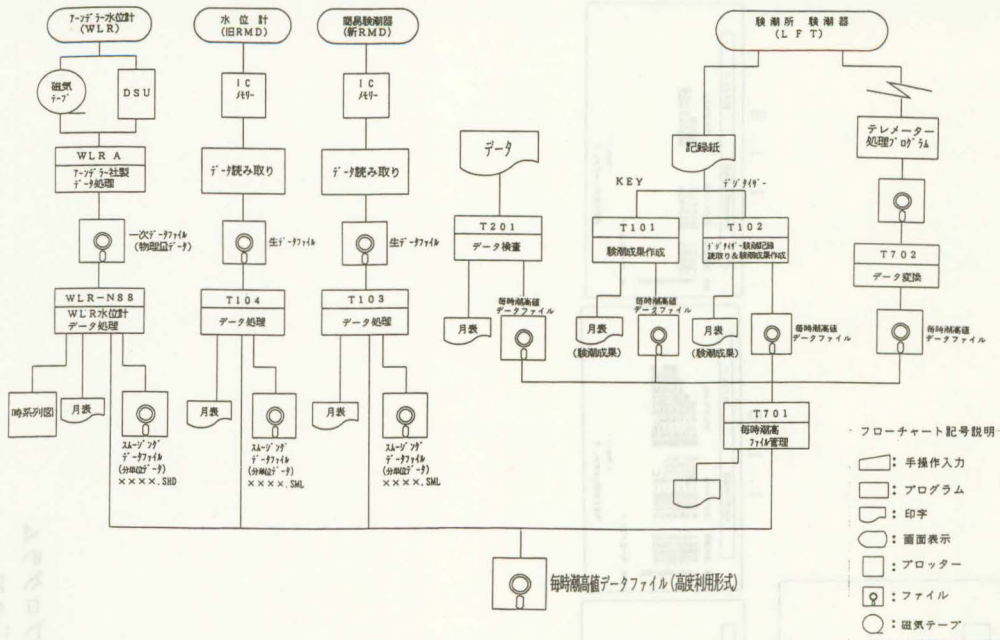 アーンデラー水位計
(WLR)
磁気
テープ
DSU
WLR A
アーンデラー社製
データ処理
一次データファイル
(物理量データ)
WLR-N88
WLR水位計
データ処理
時系列図
月表
スムージング
データファイル
(分単位データ)
××××.SHD
水位計
(旧RMD)
IC
メモリー
データ読み取り
生データファイル
T104
データ処理
月表
スムージング
データファイル
(分単位データ)
××××.SML
簡易験潮器
(新RMD)
IC
メモリー
データ読み取り
生データファイル
T103
データ処理
月表
スムージング
データファイル
(分単位データ)
××××.SML
データ
T201
データ検査
月表
毎時潮高値
データファイル
験潮所 験潮器
(LFT)
記録紙
KEY
デジタイザー
T101
験潮成果作成
月表
(験潮成果)
毎時潮高値
データファイル
T102
デジタイザー験潮記録
読取り&験潮成果作成
月表
(験潮成果)
毎時潮高値
データファイル
テレメーター
処理プログラム
T702
データ変換
毎時潮高値
データファイル
T701
毎時潮高
ファイル管理
毎時潮高値データファイル(高度利用形式)
フローチャート記号説明
: 手操作入力
: プログラム
: 印字
: 画面表示
: プロッター
: ファイル
: 磁気テープ